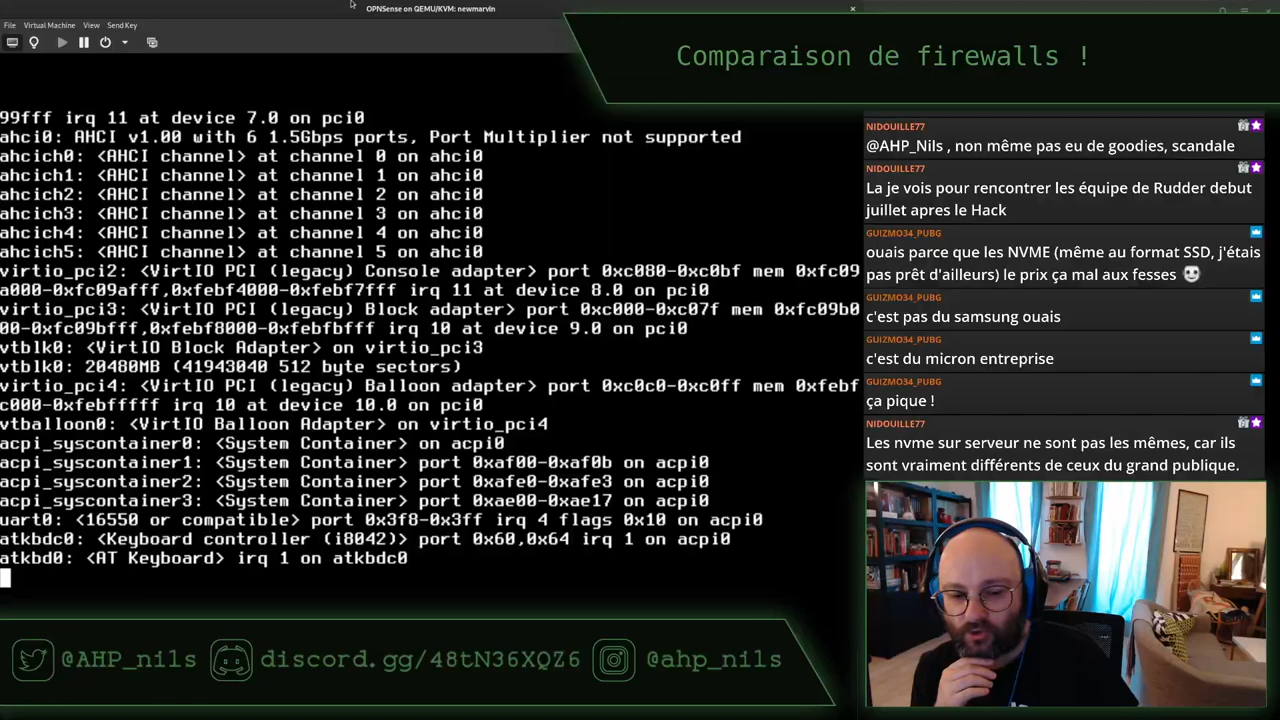 OPNSense on QEMU/KVM: newmarvin
File Virtual Machine View Send Key
Comparaison de firewalls !
99fff irq 11 at device 7.0 on pci0
ahci0: AHCI v1.00 with 6 1.5Gbps ports, Port Multiplier not supported
ahcich0: <AHCI channel> at channel 0 on ahci0
ahcich1: <AHCI channel> at channel 1 on ahci0
ahcich2: <AHCI channel> at channel 2 on ahci0
ahcich3: <AHCI channel> at channel 3 on ahci0
ahcich4: <AHCI channel> at channel 4 on ahci0
ahcich5: <AHCI channel> at channel 5 on ahci0
virtio_pci2: <VirtIO PCI (legacy) Console adapter> port 0xc080-0xc0bf mem 0xfc09
a000-0xfc09afff,0xfebf4000-0xfebf7fff irq 11 at device 8.0 on pci0
virtio_pci3: <VirtIO PCI (legacy) Block adapter> port 0xc000-0xc07f mem 0xfc09b0
00-0xfc09bfff,0xfebf8000-0xfebfbfff irq 10 at device 9.0 on pci0
vtblk0: <VirtIO Block Adapter> on virtio_pci3
vtblk0: 20480MB (41943040 512 byte sectors)
virtio_pci4: <VirtIO PCI (legacy) Balloon adapter> port 0xc0c0-0xc0ff mem 0xfebf
c000-0xfebfffff irq 10 at device 10.0 on pci0
vtballoon0: <VirtIO Balloon Adapter> on virtio_pci4
acpi_syscontainer0: <System Container> on acpi0
acpi_syscontainer1: <System Container> port 0xaf00-0xaf0b on acpi0
acpi_syscontainer2: <System Container> port 0xafe0-0xafe3 on acpi0
acpi_syscontainer3: <System Container> port 0xae00-0xae17 on acpi0
uart0: <16550 or compatible> port 0x3f8-0x3ff irq 4 flags 0x10 on acpi0
atkbdc0: <Keyboard controller (i8042)> port 0x60,0x64 irq 1 on acpi0
atkbd0: <AT Keyboard> irq 1 on atkbdc0
NIDOUILLE77
@AHP_Nils , non même pas eu de goodies, scandale
NIDOUILLE77
La je vois pour rencontrer les équipe de Rudder debut
juillet apres le Hack
GUIZMO34_PUBG
ouais parce que les NVME (même au format SSD, j'étais
pas prêt d'ailleurs) le prix ça mal aux fesses
GUIZMO34_PUBG
c'est pas du samsung ouais
GUIZMO34_PUBG
c'est du micron entreprise
GUIZMO34_PUBG
ça pique !
NIDOUILLE77
Les nvme sur serveur ne sont pas les mêmes, car ils
sont vraiment différents de ceux du grand publique.
@AHP_nils discord.gg/48tN36XQZ6 @ahp_nils